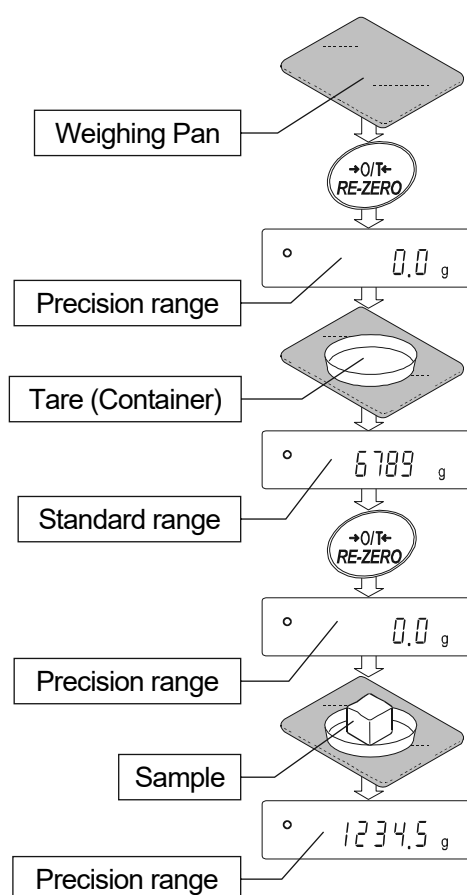 Weighing Pan
→0/T←
RE-ZERO
0.0 g
Precision range
Tare (Container)
6789 g
Standard range
→0/T←
RE-ZERO
0.0 g
Precision range
Sample
1234.5 g
Precision range